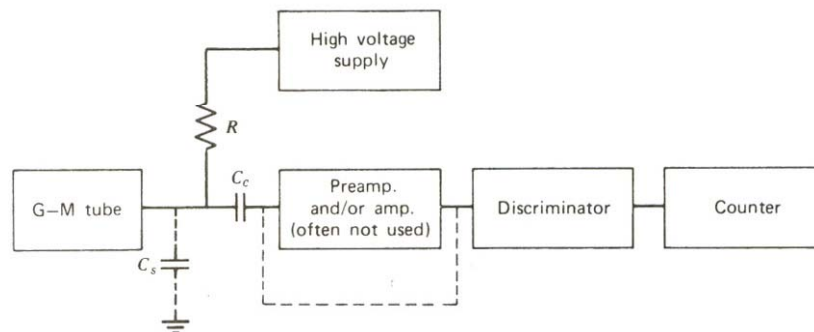 High voltage
supply
R
G–M tube
C_c
Preamp.
and/or amp.
(often not used)
Discriminator
Counter
C_s